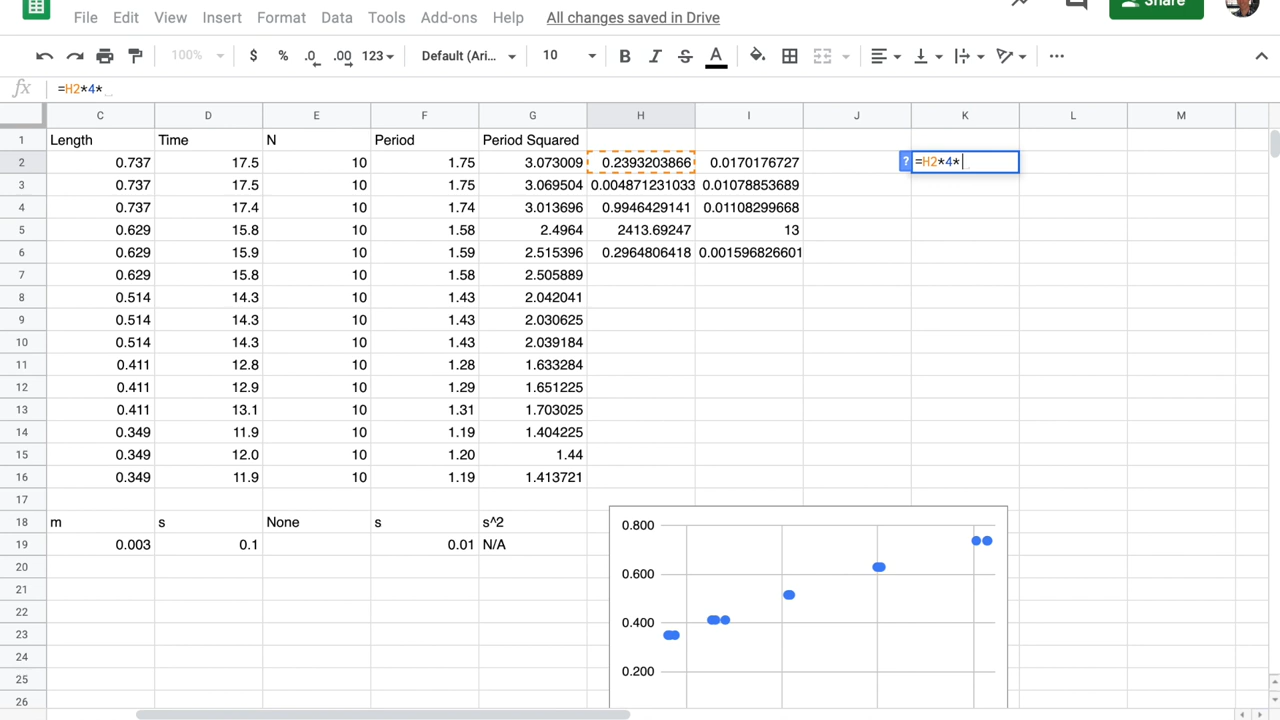 File Edit View Insert Format Data Tools Add-ons Help All changes saved in Drive Share
100% $ % .0 .00 123 Default (Ari... 10 B I S A
fx =H2*4*
C D E F G H I J K L M
1 Length Time N Period Period Squared
2 0.737 17.5 10 1.75 3.073009 0.2393203866 0.0170176727 ? =H2*4*
3 0.737 17.5 10 1.75 3.069504 0.004871231033 0.01078853689
4 0.737 17.4 10 1.74 3.013696 0.9946429141 0.01108299668
5 0.629 15.8 10 1.58 2.4964 2413.69247 13
6 0.629 15.9 10 1.59 2.515396 0.2964806418 0.001596826601
7 0.629 15.8 10 1.58 2.505889
8 0.514 14.3 10 1.43 2.042041
9 0.514 14.3 10 1.43 2.030625
10 0.514 14.3 10 1.43 2.039184
11 0.411 12.8 10 1.28 1.633284
12 0.411 12.9 10 1.29 1.651225
13 0.411 13.1 10 1.31 1.703025
14 0.349 11.9 10 1.19 1.404225
15 0.349 12.0 10 1.20 1.44
16 0.349 11.9 10 1.19 1.413721
17
18 m s None s s^2
19 0.003 0.1 0.01 N/A
20
21
22
23
24
25
26
0.800
0.600
0.400
0.200